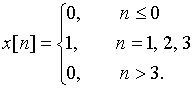 x[n] = { 0, n ≤ 0
1, n = 1, 2, 3
0, n > 3.